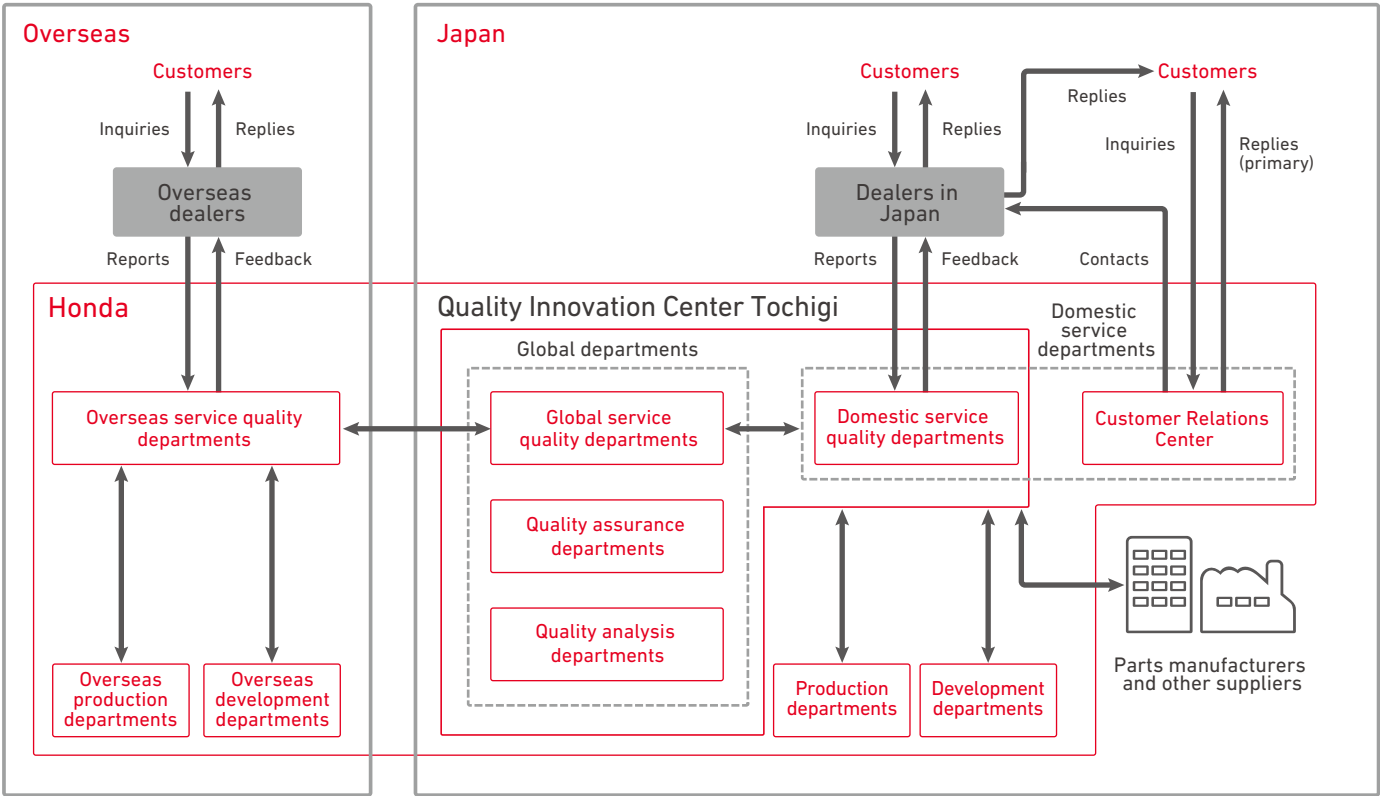 Overseas
Customers
Inquiries
Replies
Overseas
dealers
Reports
Feedback
Japan
Customers
Inquiries
Replies
Dealers in
Japan
Reports
Feedback
Replies
Customers
Inquiries
Replies
(primary)
Contacts
Honda
Overseas service quality
departments
Overseas
production
departments
Overseas
development
departments
Quality Innovation Center Tochigi
Global departments
Global service
quality departments
Quality assurance
departments
Quality analysis
departments
Domestic
service
departments
Domestic service
quality departments
Customer Relations
Center
Production
departments
Development
departments
Parts manufacturers
and other suppliers